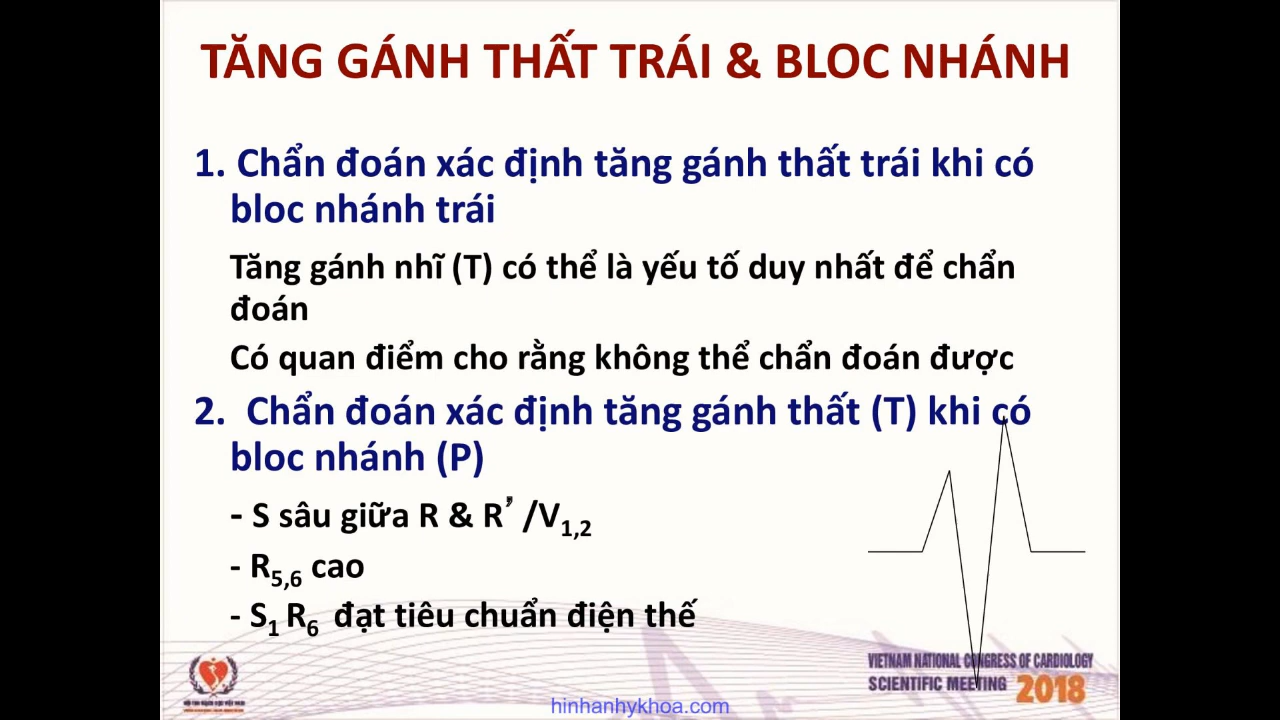 TĂNG GÁNH THẤT TRÁI & BLOC NHÁNH
1. Chẩn đoán xác định tăng gánh thất trái khi có
bloc nhánh trái
Tăng gánh nhĩ (T) có thể là yếu tố duy nhất để chẩn
đoán
Có quan điểm cho rằng không thể chẩn đoán được
2. Chẩn đoán xác định tăng gánh thất (T) khi có
bloc nhánh (P)
- S sâu giữa R & R’ /V1,2
- R5,6 cao
- S1 R6 đạt tiêu chuẩn điện thế
VIETNAM NATIONAL CONGRESS OF CARDIOLOGY
SCIENTIFIC MEETING 2018
hinhanhykhoa.com